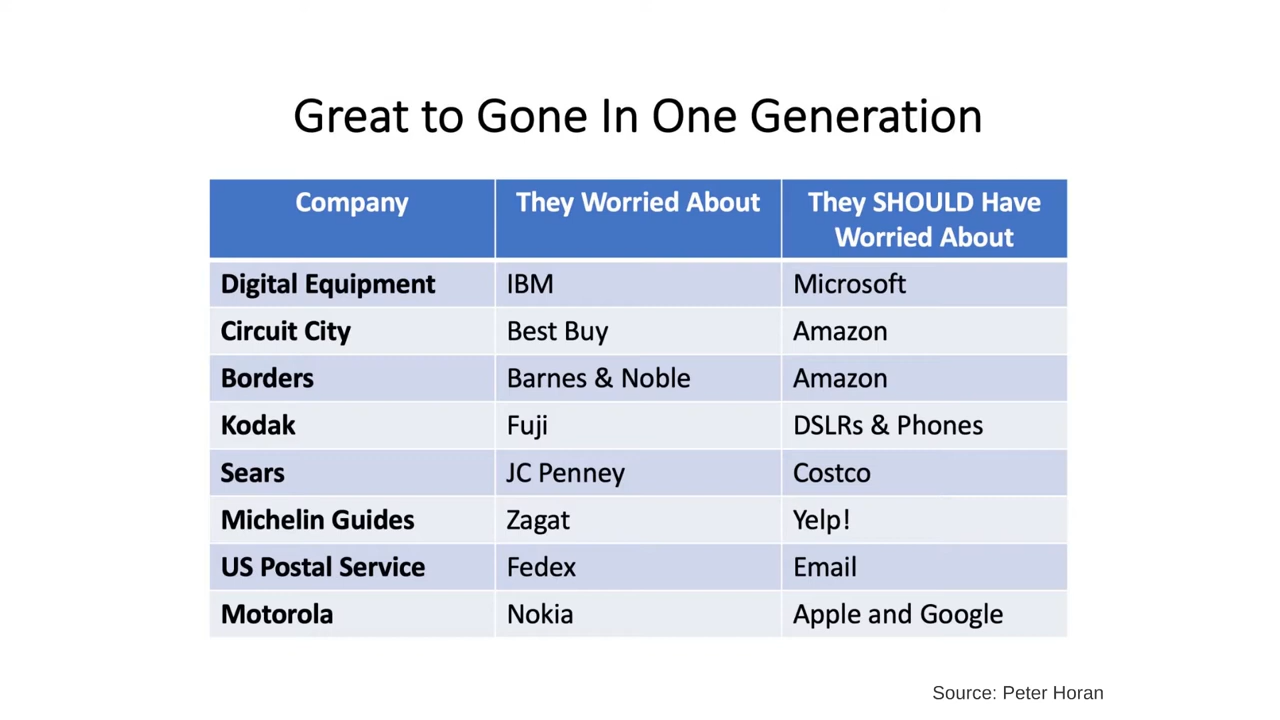 Great to Gone In One Generation
Company They Worried About They SHOULD Have
Worried About
Digital Equipment IBM Microsoft
Circuit City Best Buy Amazon
Borders Barnes & Noble Amazon
Kodak Fuji DSLRs & Phones
Sears JC Penney Costco
Michelin Guides Zagat Yelp!
US Postal Service Fedex Email
Motorola Nokia Apple and Google
Source: Peter Horan